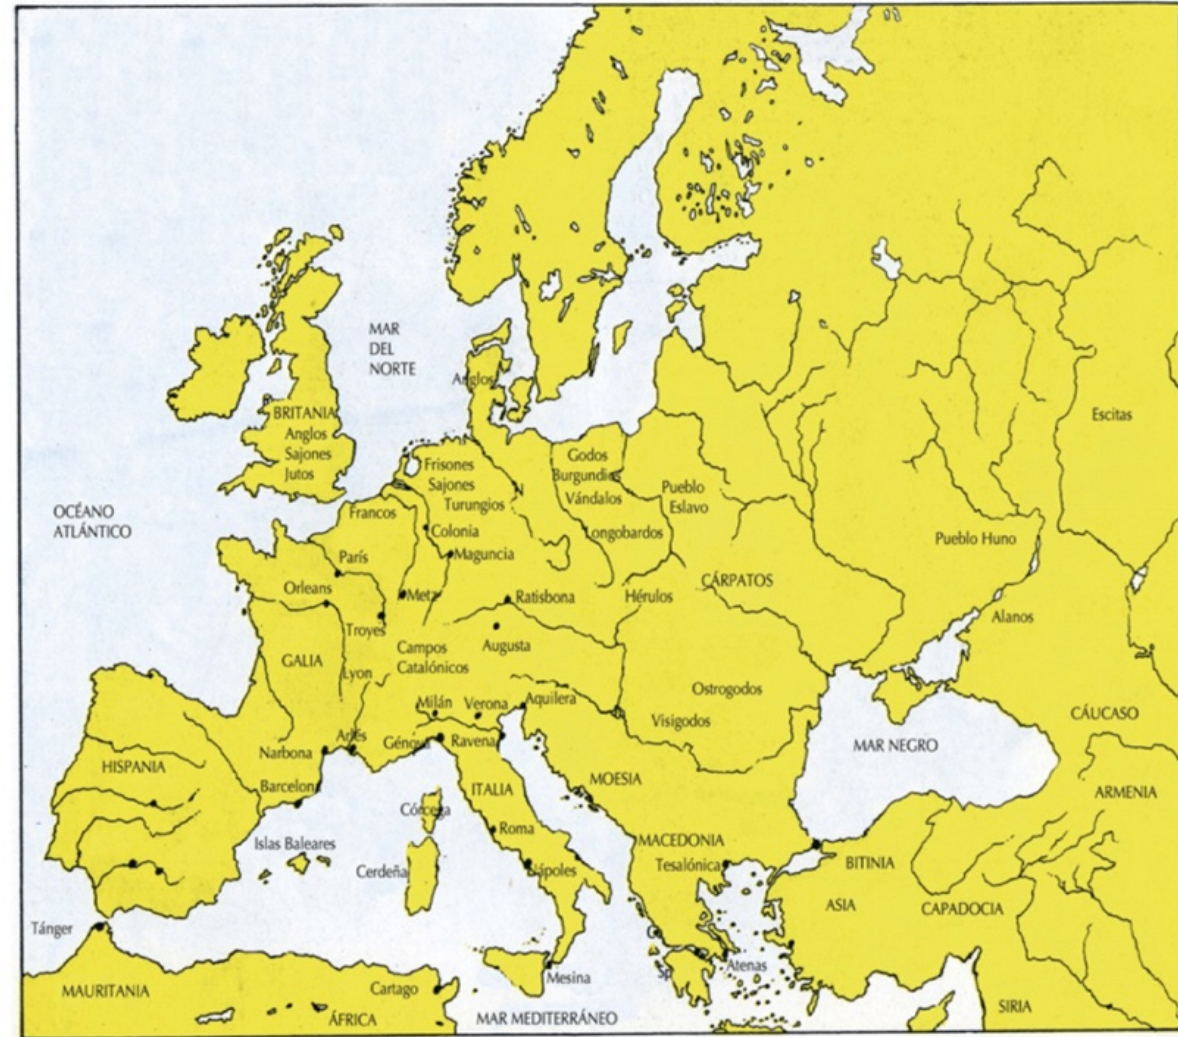 MAR
DEL
NORTE
Anglos
BRITANIA
Anglos
Sajones
Jutos
Escitas
Frisones
Sajones
Turungios
Godos
Burgundios
Vándalos
Longobardos
Pueblo
Eslavo
OCÉANO
ATLÁNTICO
Francos
Colonia
Maguncia
Pueblo Huno
París
Orleans
Metz
Troyes
Ratisbona
Augusta
Hérulos
CÁRPATOS
Alanos
GALIA
Lyon
Campos
Catalónicos
Ostrogodos
Visigodos
Milán
Verona
Aquilera
CÁUCASO
MAR NEGRO
Narbona
Arlés
Génova
Ravena
HISPANIA
Barcelona
ITALIA
MOESIA
ARMENIA
Córcega
Roma
Islas Baleares
Cerdeña
Nápoles
MACEDONIA
Tesalónica
BITINIA
ASIA
CAPADOCIA
Tánger
Mesina
Sp
Atenas
MAURITANIA
Cartago
ÁFRICA
MAR MEDITERRÁNEO
SIRIA